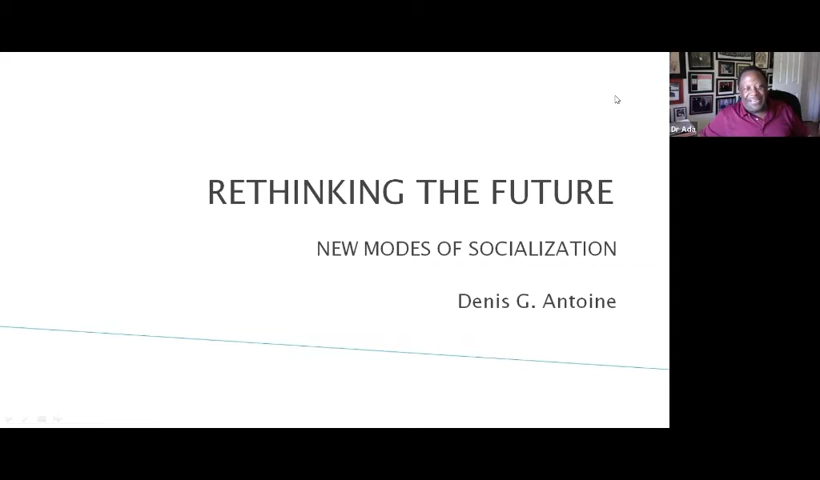 RETHINKING THE FUTURE
NEW MODES OF SOCIALIZATION
Denis G. Antoine
Dr Ada